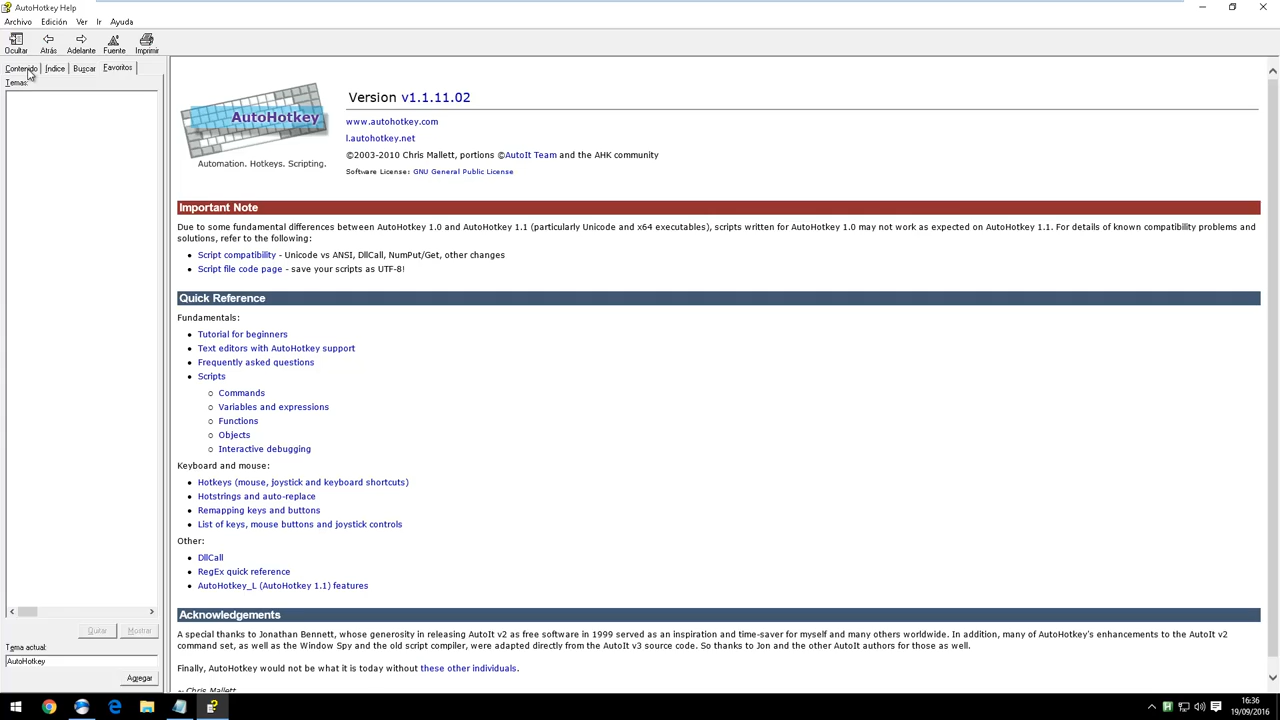 AutoHotkey Help
Archivo Edición Ver Ir Ayuda
Ocultar Atrás Adelante Fuente Imprimir
Contenido Índice Buscar Favoritos
Temas:
AutoHotkey
Automation. Hotkeys. Scripting.
Version v1.1.11.02
www.autohotkey.com
l.autohotkey.net
©2003-2010 Chris Mallett, portions ©AutoIt Team and the AHK community
Software License: GNU General Public License
Important Note
Due to some fundamental differences between AutoHotkey 1.0 and AutoHotkey 1.1 (particularly Unicode and x64 executables), scripts written for AutoHotkey 1.0 may not work as expected on AutoHotkey 1.1. For details of known compatibility problems and
solutions, refer to the following:
Script compatibility - Unicode vs ANSI, DllCall, NumPut/Get, other changes
Script file code page - save your scripts as UTF-8!
Quick Reference
Fundamentals:
Tutorial for beginners
Text editors with AutoHotkey support
Frequently asked questions
Scripts
Commands
Variables and expressions
Functions
Objects
Interactive debugging
Keyboard and mouse:
Hotkeys (mouse, joystick and keyboard shortcuts)
Hotstrings and auto-replace
Remapping keys and buttons
List of keys, mouse buttons and joystick controls
Other:
DllCall
RegEx quick reference
AutoHotkey_L (AutoHotkey 1.1) features
Acknowledgements
A special thanks to Jonathan Bennett, whose generosity in releasing AutoIt v2 as free software in 1999 served as an inspiration and time-saver for myself and many others worldwide. In addition, many of AutoHotkey's enhancements to the AutoIt v2
command set, as well as the Window Spy and the old script compiler, were adapted directly from the AutoIt v3 source code. So thanks to Jon and the other AutoIt authors for those as well.
Finally, AutoHotkey would not be what it is today without these other individuals.
~ Chris Mallett
Quitar Mostrar
Tema actual:
AutoHotkey
Agregar
16:36
19/09/2016